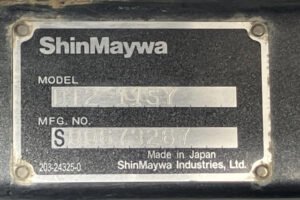 ShinMaywa
MODEL
MFG. NO.
S
203-24325-0
Made in Japan
ShinMaywa Industries, Ltd.